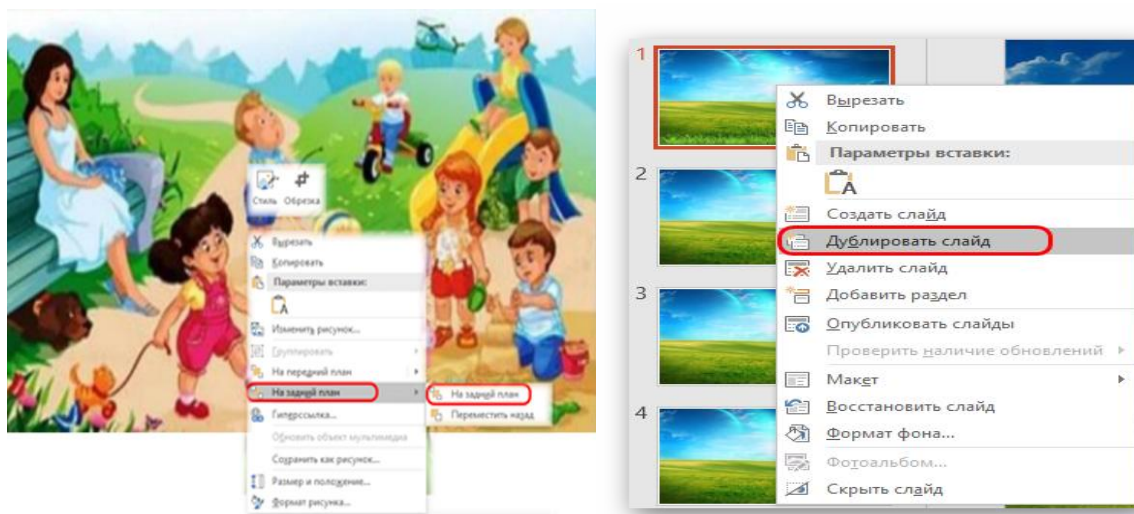 Стиль Обрезка
Вырезать
Копировать
Параметры вставки:
А
Изменить рисунок...
Группировать
На передний план
На задний план
На задний план
Переместить назад
Гиперссылка...
Обновить объект мультимедиа
Сохранить как рисунок...
Размер и положение...
Формат рисунка...
1
2
3
4
Вырезать
Копировать
Параметры вставки:
А
Создать слайд
Дублировать слайд
Удалить слайд
Добавить раздел
Опубликовать слайды
Проверить наличие обновлений
Макет
Восстановить слайд
Формат фона...
Фотоальбом...
Скрыть слайд